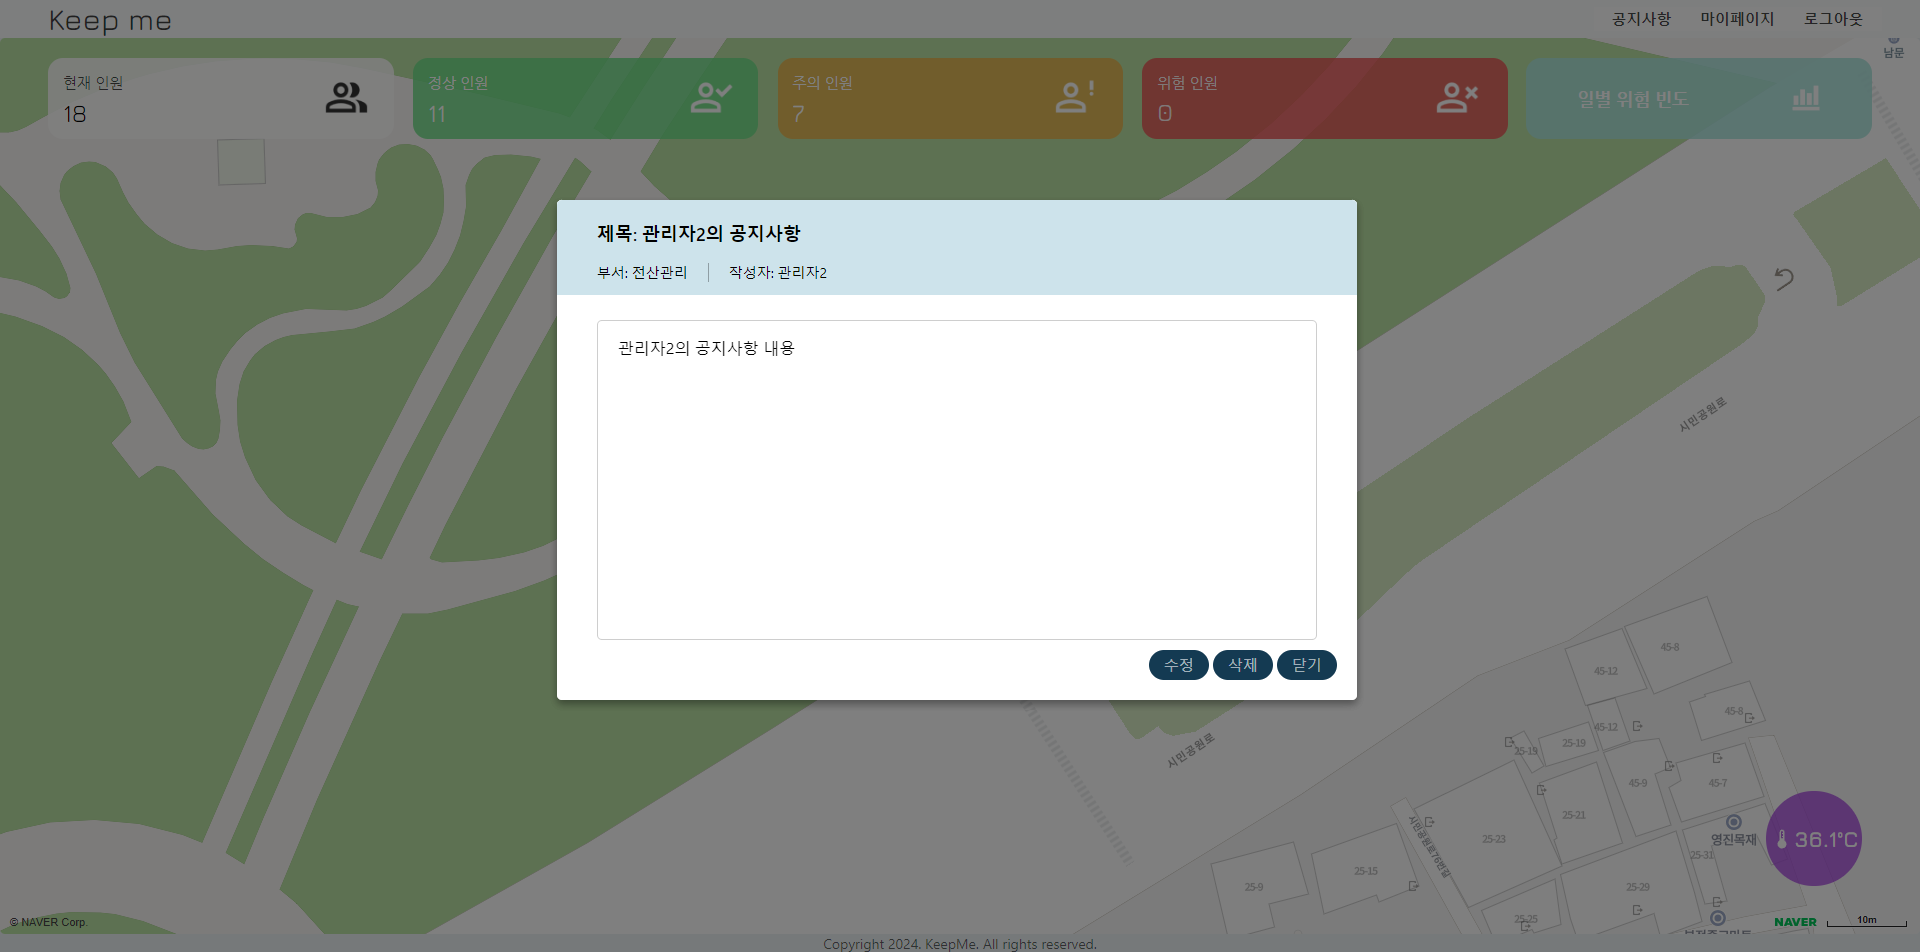 Keep me
공지사항 마이페이지 로그아웃
남문
현재 인원
18
정상 인원
11
주의 인원
7
위험 인원
0
일별 위험 빈도
제목: 관리자2의 공지사항
부서: 전산관리 작성자: 관리자2
관리자2의 공지사항 내용
수정 삭제 닫기
시민공원로
시민공원로
45-8
45-12
45-8
45-12
25-19
25-19
45-9
45-7
25-21
25-23
시민공원로76번길
영진목재
36.1°C
25-31
25-15
25-9
25-29
25-25
© NAVER Corp.
NAVER
10m
Copyright 2024. KeepMe. All rights reserved.